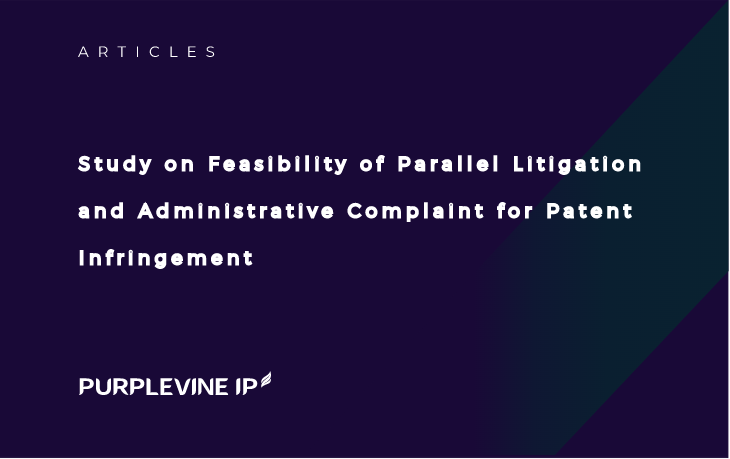 ARTICLES
Study on Feasibility of Parallel Litigation
and Administrative Complaint for Patent
Infringement
PURPLEVINE IP